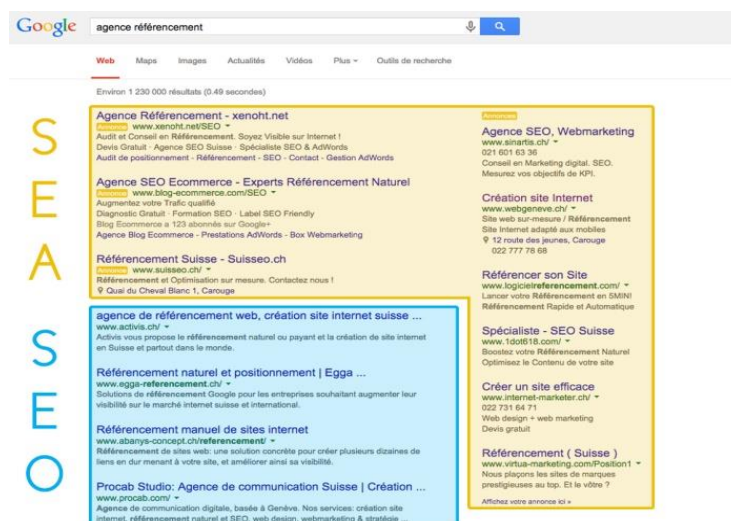 Google
agence référencement
Web Maps Images Actualités Vidéos Plus Outils de recherche
Environ 1 230 000 résultats (0.49 secondes)
SEA
Agence Référencement - xenoht.net
Annonce www.xenoht.net/SEO
Audit et Conseil en Référencement. Soyez Visible sur Internet !
Devis Gratuit · Agence SEO Suisse · Spécialiste SEO & AdWords
Audit de positionnement - Référencement - SEO - Contact - Gestion AdWords
Agence SEO Ecommerce - Experts Référencement Naturel
Annonce www.blog-ecommerce.com/SEO
Augmentez votre Trafic qualifié
Diagnostic Gratuit · Formation SEO · Label SEO Friendly
Blog Ecommerce a 123 abonnés sur Google+
Agence Blog Ecommerce - Prestations AdWords - Box Webmarketing
Référencement Suisse - Suisseo.ch
Annonce www.suisseo.ch/
Référencement et Optimisation sur mesure. Contactez nous !
Quai du Cheval Blanc 1, Carouge
Annonces
Agence SEO, Webmarketing
www.sinartis.ch/
021 601 63 36
Conseil en Marketing digital. SEO.
Mesurez vos objectifs de KPI.
Création site Internet
www.webgeneve.ch/
Site web sur-mesure / Référencement
Site Internet adapté aux mobiles
12 route des jeunes, Carouge
022 777 78 68
Référencer son Site
www.logicielreferencement.com/
Lancer votre Référencement en 5MIN!
Référencement Rapide et Automatique
Spécialiste - SEO Suisse
www.1dot618.com/
Boostez votre Référencement Naturel
Optimisez le Contenu de votre site
Créer un site efficace
www.internet-marketer.ch/
022 731 64 71
Web design + web marketing
Devis gratuit
Référencement ( Suisse )
www.virtua-marketing.com/Position1
Nous plaçons les sites de marques
prestigieuses au top. Et le vôtre ?
Affichez votre annonce ici »
SEO
agence de référencement web, création site internet suisse ...
www.activis.ch/
Activis vous propose le référencement naturel ou payant et la création de site internet
en Suisse et partout dans le monde.
Référencement naturel et positionnement | Egga ...
www.egga-referencement.ch/
Solutions de référencement Google pour les entreprises souhaitant augmenter leur
visibilité sur le marché internet suisse et international.
Référencement manuel de sites internet
www.abanys-concept.ch/referencement/
Référencement de sites web: une solution concrète pour créer plusieurs dizaines de
liens en dur menant à votre site, et améliorer ainsi sa visibilité.
Procab Studio: Agence de communication Suisse | Création ...
www.procab.com/
Agence de communication digitale, basée à Genève. Nos services: création site
internet, référencement naturel et SEO, web design, webmarketing & stratégie ...